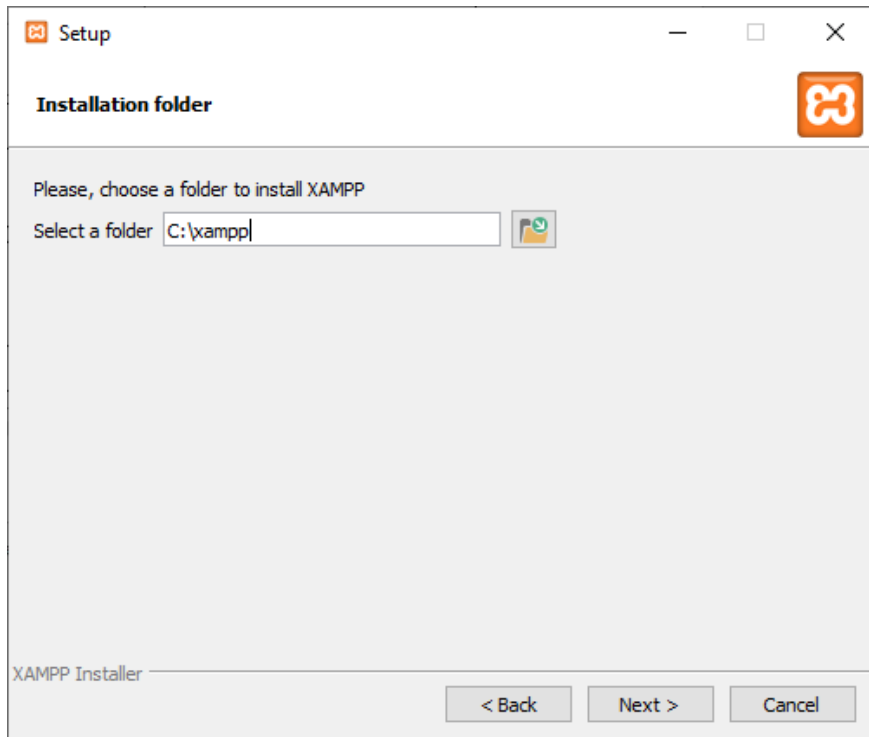 Setup
Installation folder
Please, choose a folder to install XAMPP
Select a folder C:\xampp
XAMPP Installer
< Back Next > Cancel